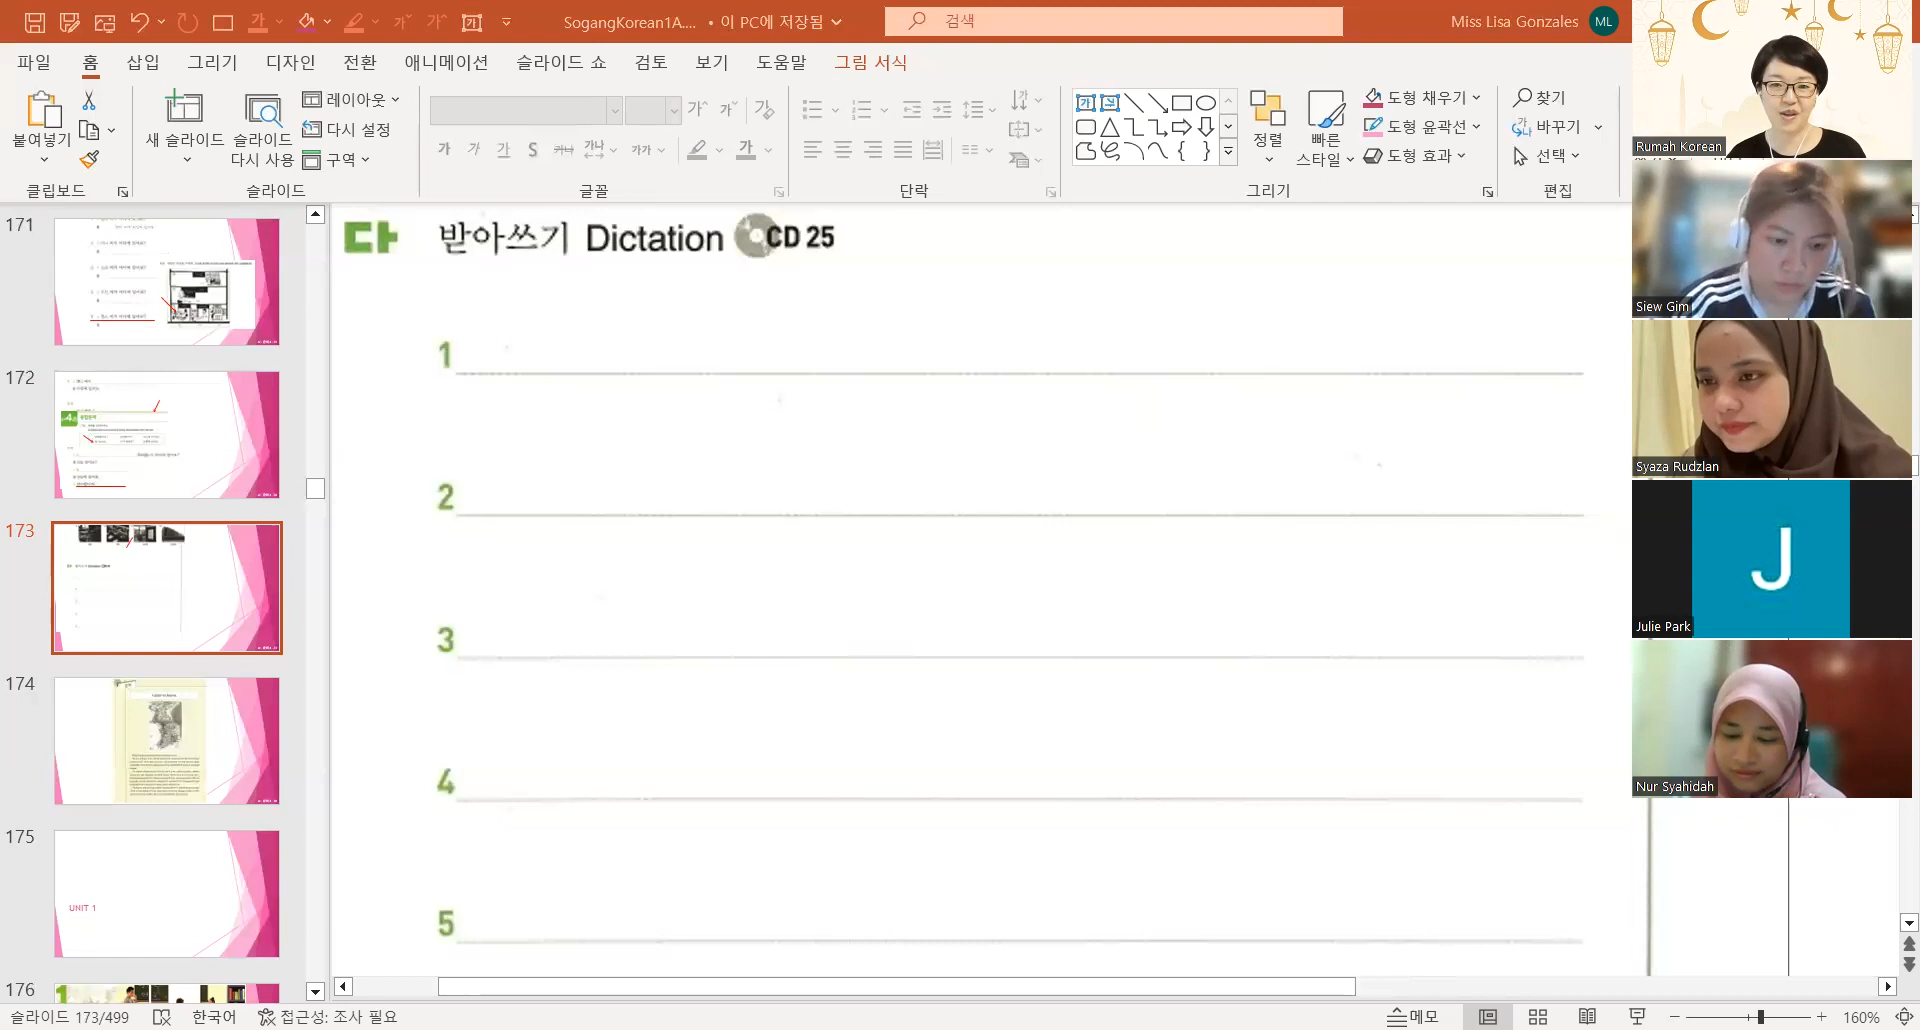 SogangKorean1A.... • 이 PC에 저장됨
검색
Miss Lisa Gonzales ML
파일 홈 삽입 그리기 디자인 전환 애니메이션 슬라이드 쇼 검토 보기 도움말 그림 서식
붙여넣기
클립보드
새 슬라이드
슬라이드 다시 사용
레이아웃
다시 설정
구역
슬라이드
글꼴
단락
정렬
빠른 스타일
도형 채우기
도형 윤곽선
도형 효과
그리기
찾기
바꾸기
선택
편집
171
172
173
174
175
UNIT 1
176
다 받아쓰기 Dictation CD 25
1
2
3
4
5
Rumah Korean
Siew Gim
Syaza Rudzlan
J
Julie Park
Nur Syahidah
슬라이드 173/499 한국어 접근성: 조사 필요 메모 160%